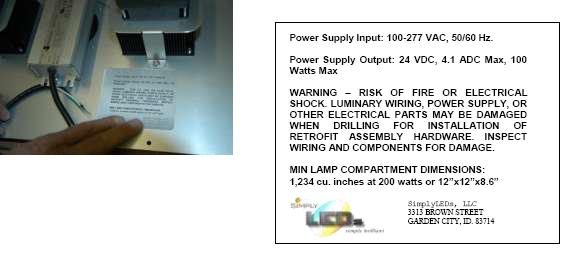 Power Supply Input: 100-277 VAC, 50/60 Hz.
Power Supply Output: 24 VDC, 4.1 ADC Max, 100
Watts Max
WARNING – RISK OF FIRE OR ELECTRICAL
SHOCK. LUMINARY WIRING, POWER SUPPLY, OR
OTHER ELECTRICAL PARTS MAY BE DAMAGED
WHEN DRILLING FOR INSTALLATION OF
RETROFIT ASSEMBLY HARDWARE. INSPECT
WIRING AND COMPONENTS FOR DAMAGE.
MIN LAMP COMPARTMENT DIMENSIONS:
1,234 cu. inches at 200 watts or 12”x12”x8.6”
SIMPLY
LEDs
simply brilliant
SimplyLEDs, LLC
3313 BROWN STREET
GARDEN CITY, ID. 83714